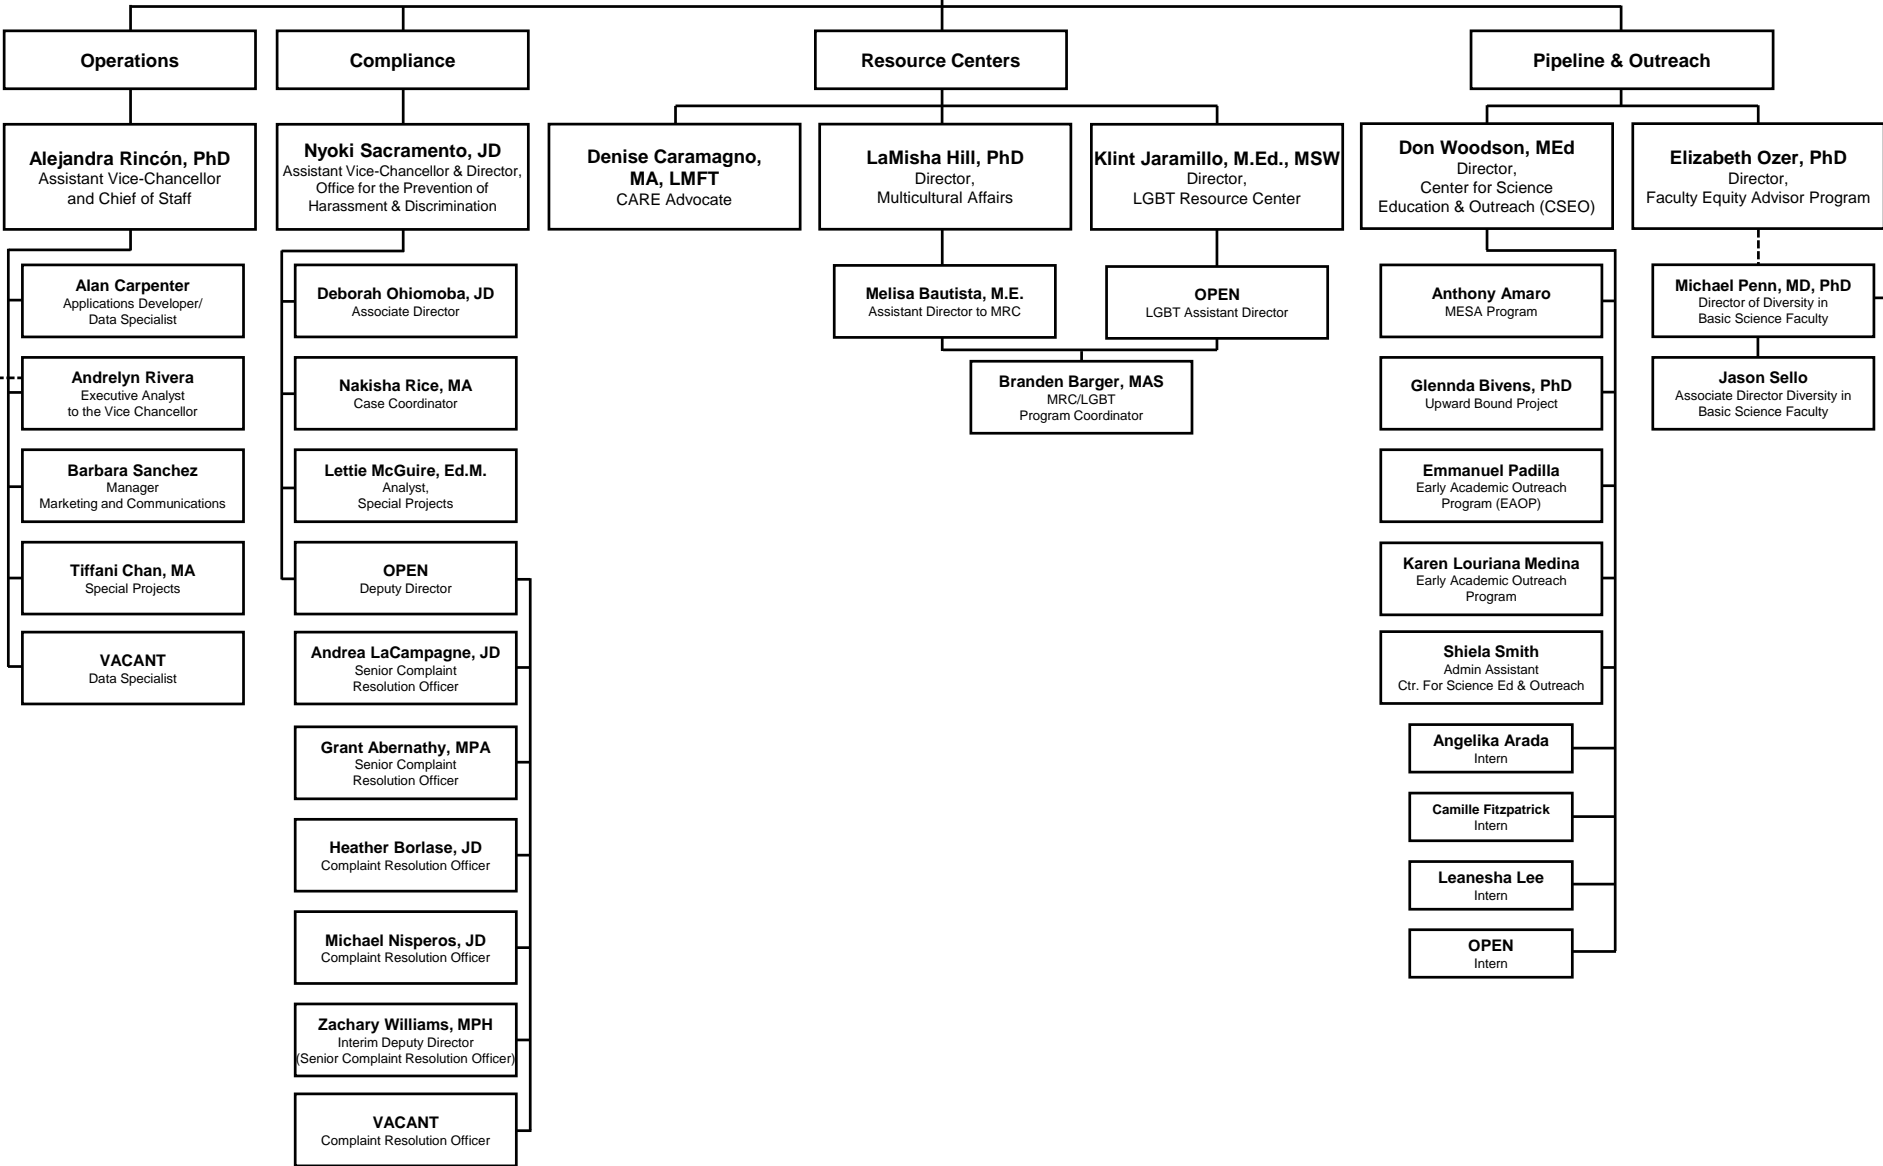 Operations
Compliance
Resource Centers
Pipeline & Outreach
Alejandra Rincón, PhD
Assistant Vice-Chancellor
and Chief of Staff
Nyoki Sacramento, JD
Assistant Vice-Chancellor & Director,
Office for the Prevention of
Harassment & Discrimination
Denise Caramagno,
MA, LMFT
CARE Advocate
LaMisha Hill, PhD
Director,
Multicultural Affairs
Klint Jaramillo, M.Ed., MSW
Director,
LGBT Resource Center
Don Woodson, MEd
Director,
Center for Science
Education & Outreach (CSEO)
Elizabeth Ozer, PhD
Director,
Faculty Equity Advisor Program
Alan Carpenter
Applications Developer/
Data Specialist
Andrelyn Rivera
Executive Analyst
to the Vice Chancellor
Barbara Sanchez
Manager
Marketing and Communications
Tiffani Chan, MA
Special Projects
VACANT
Data Specialist
Deborah Ohiomoba, JD
Associate Director
Nakisha Rice, MA
Case Coordinator
Lettie McGuire, Ed.M.
Analyst,
Special Projects
OPEN
Deputy Director
Andrea LaCampagne, JD
Senior Complaint
Resolution Officer
Grant Abernathy, MPA
Senior Complaint
Resolution Officer
Heather Borlase, JD
Complaint Resolution Officer
Michael Nisperos, JD
Complaint Resolution Officer
Zachary Williams, MPH
Interim Deputy Director
(Senior Complaint Resolution Officer)
VACANT
Complaint Resolution Officer
Melisa Bautista, M.E.
Assistant Director to MRC
OPEN
LGBT Assistant Director
Branden Barger, MAS
MRC/LGBT
Program Coordinator
Anthony Amaro
MESA Program
Glennda Bivens, PhD
Upward Bound Project
Emmanuel Padilla
Early Academic Outreach
Program (EAOP)
Karen Louriana Medina
Early Academic Outreach
Program
Shiela Smith
Admin Assistant
Ctr. For Science Ed & Outreach
Angelika Arada
Intern
Camille Fitzpatrick
Intern
Leanesha Lee
Intern
OPEN
Intern
Michael Penn, MD, PhD
Director of Diversity in
Basic Science Faculty
Jason Sello
Associate Director Diversity in
Basic Science Faculty